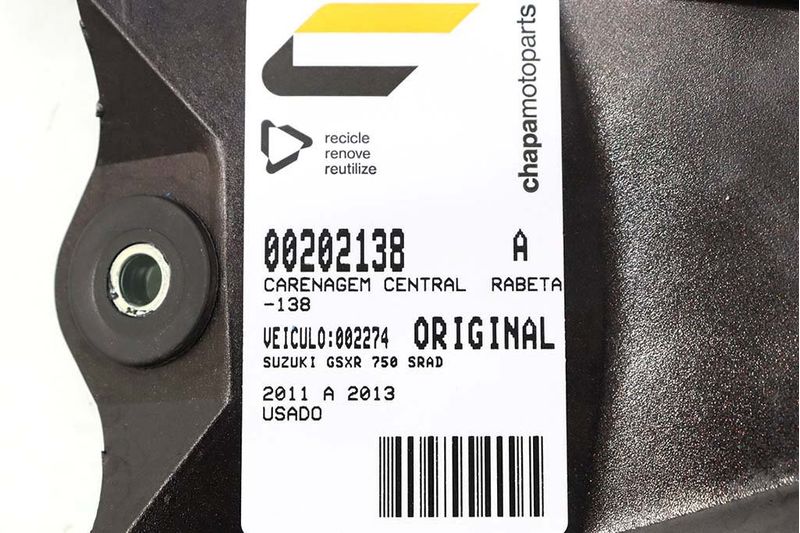 chapamotoparts
recicle
renove
reutilize
00202138 A
CARENAGEM CENTRAL RABETA
-138
VEICULO:002274 ORIGINAL
SUZUKI GSXR 750 SRAD
2011 A 2013
USADO